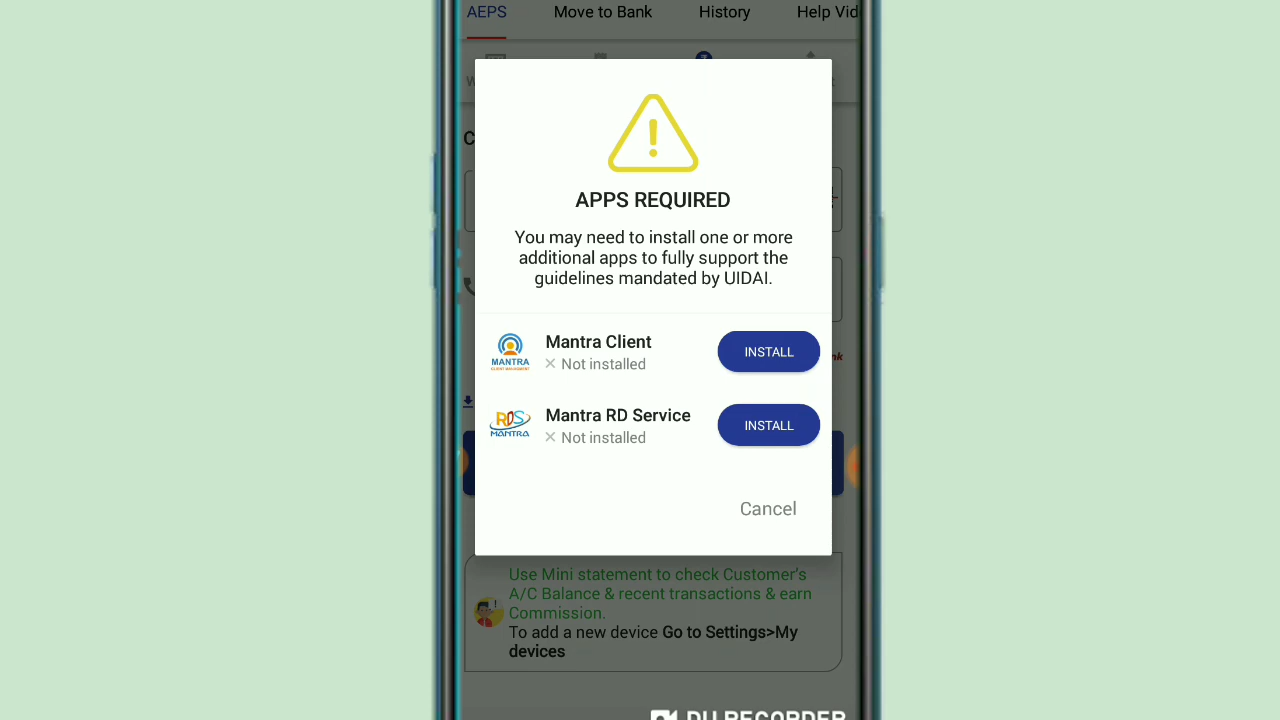 AEPS Move to Bank History Help Vid
APPS REQUIRED
You may need to install one or more
additional apps to fully support the
guidelines mandated by UIDAI.
Mantra Client
Not installed
INSTALL
MANTRA
CLIENT MANAGMENT
Mantra RD Service
Not installed
INSTALL
RDS
MANTRA
Cancel
Use Mini statement to check Customer's
A/C Balance & recent transactions & earn
Commission.
To add a new device Go to Settings>My
devices
DU RECORDER